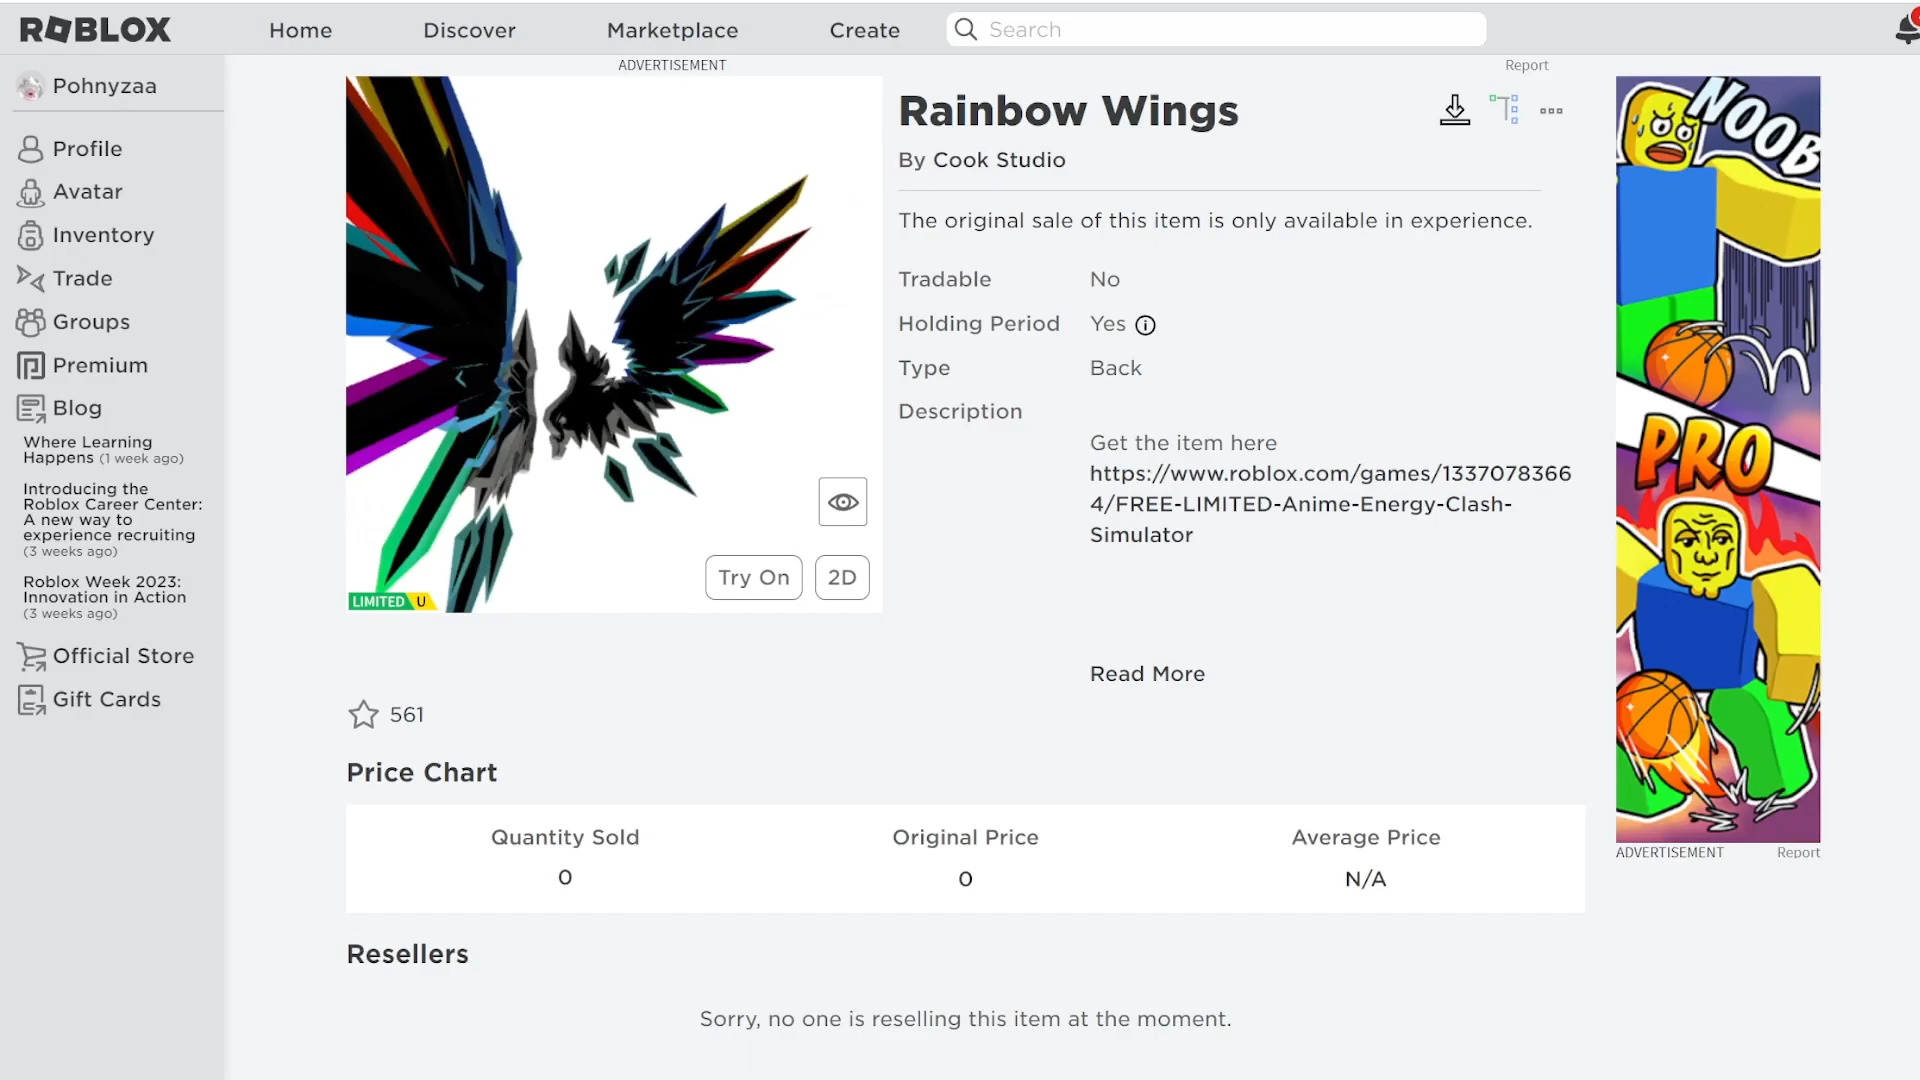 ROBLOX
Home
Discover
Marketplace
Create
Search
Pohnyzaa
Profile
Avatar
Inventory
Trade
Groups
Premium
Blog
Where Learning
Happens (1 week ago)
Introducing the
Roblox Career Center:
A new way to
experience recruiting
(3 weeks ago)
Roblox Week 2023:
Innovation in Action
(3 weeks ago)
Official Store
Gift Cards
ADVERTISEMENT
Report
Try On
2D
LIMITED U
561
Rainbow Wings
By Cook Studio
The original sale of this item is only available in experience.
Tradable No
Holding Period Yes
Type Back
Description
Get the item here
https://www.roblox.com/games/1337078366
4/FREE-LIMITED-Anime-Energy-Clash-
Simulator
Read More
Price Chart
Quantity Sold
0
Original Price
0
Average Price
N/A
Resellers
Sorry, no one is reselling this item at the moment.
NOOB
PRO
ADVERTISEMENT
Report